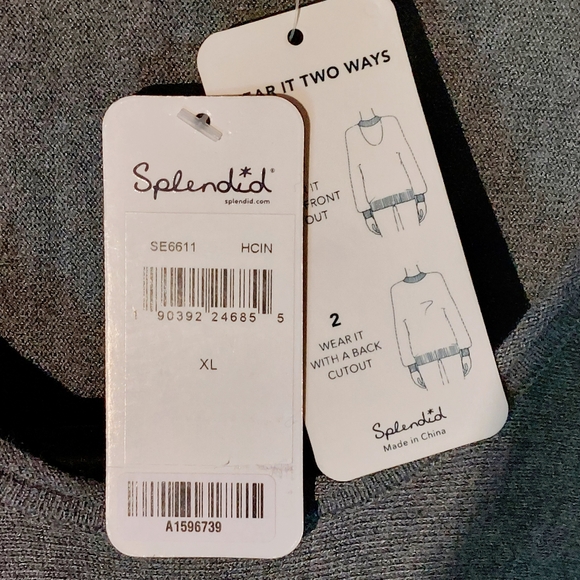 Splendid
splendid.com
SE6611 HCIN
1 90392 24685 5
XL
A1596739
EAR IT TWO WAYS
IT
FRONT
OUT
2
WEAR IT
WITH A BACK
CUTOUT
Splendid
Made in China